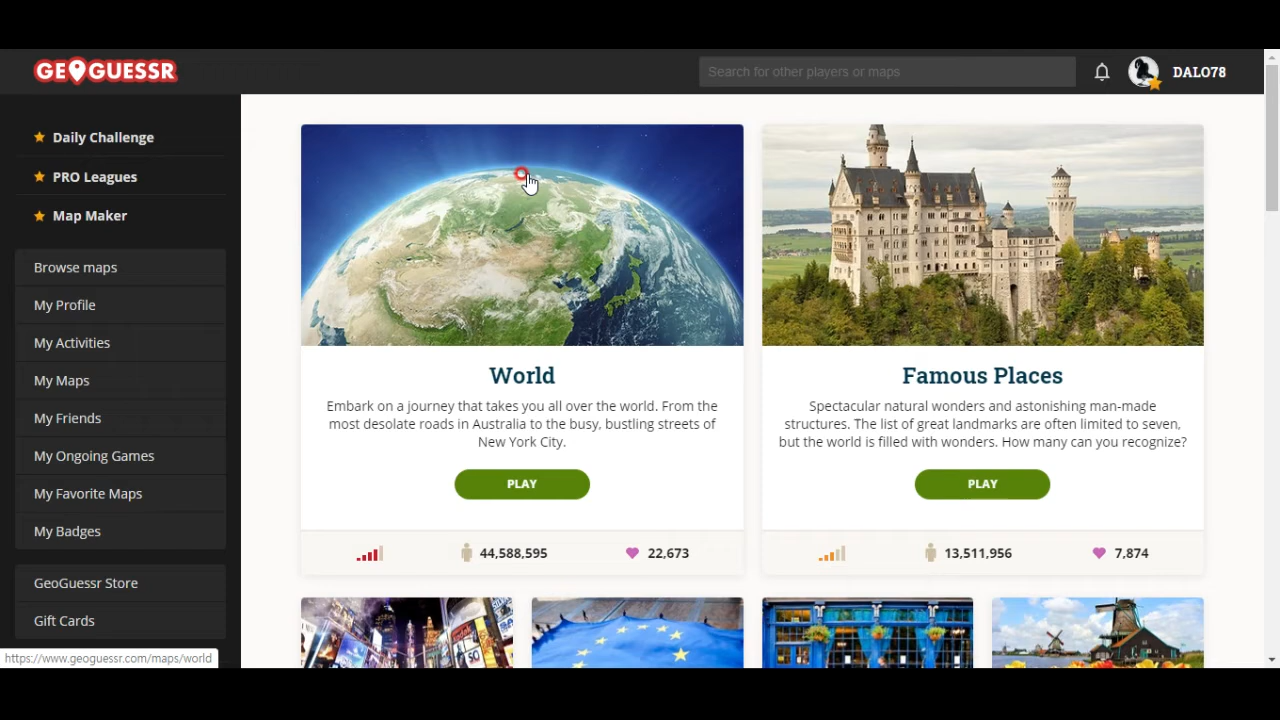 GEOGUESSR
Search for other players or maps
DALO78
Daily Challenge
PRO Leagues
Map Maker
Browse maps
My Profile
My Activities
My Maps
My Friends
My Ongoing Games
My Favorite Maps
My Badges
GeoGuessr Store
Gift Cards
World
Embark on a journey that takes you all over the world. From the
most desolate roads in Australia to the busy, bustling streets of
New York City.
PLAY
44,588,595
22,673
Famous Places
Spectacular natural wonders and astonishing man-made
structures. The list of great landmarks are often limited to seven,
but the world is filled with wonders. How many can you recognize?
PLAY
13,511,956
7,874
https://www.geoguessr.com/maps/world